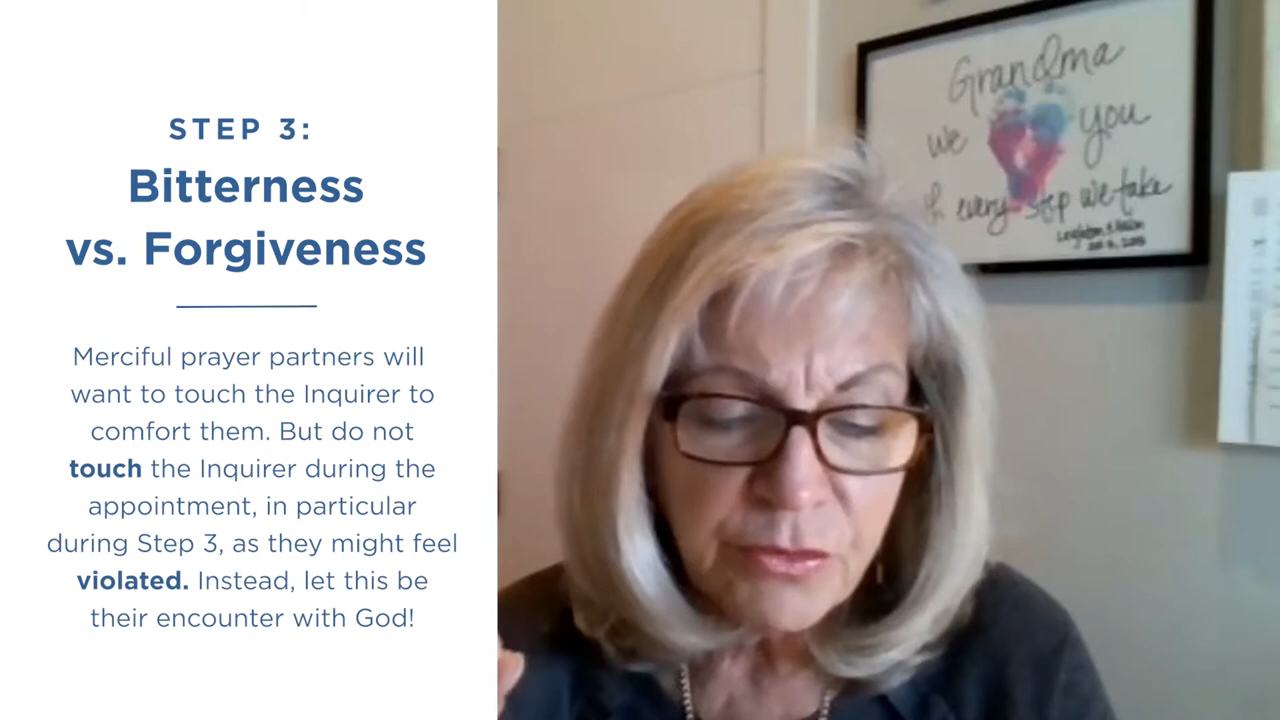 STEP 3:
Bitterness
vs. Forgiveness
Merciful prayer partners will
want to touch the Inquirer to
comfort them. But do not
touch the Inquirer during the
appointment, in particular
during Step 3, as they might feel
violated. Instead, let this be
their encounter with God!
Grandma
we you
every step we take